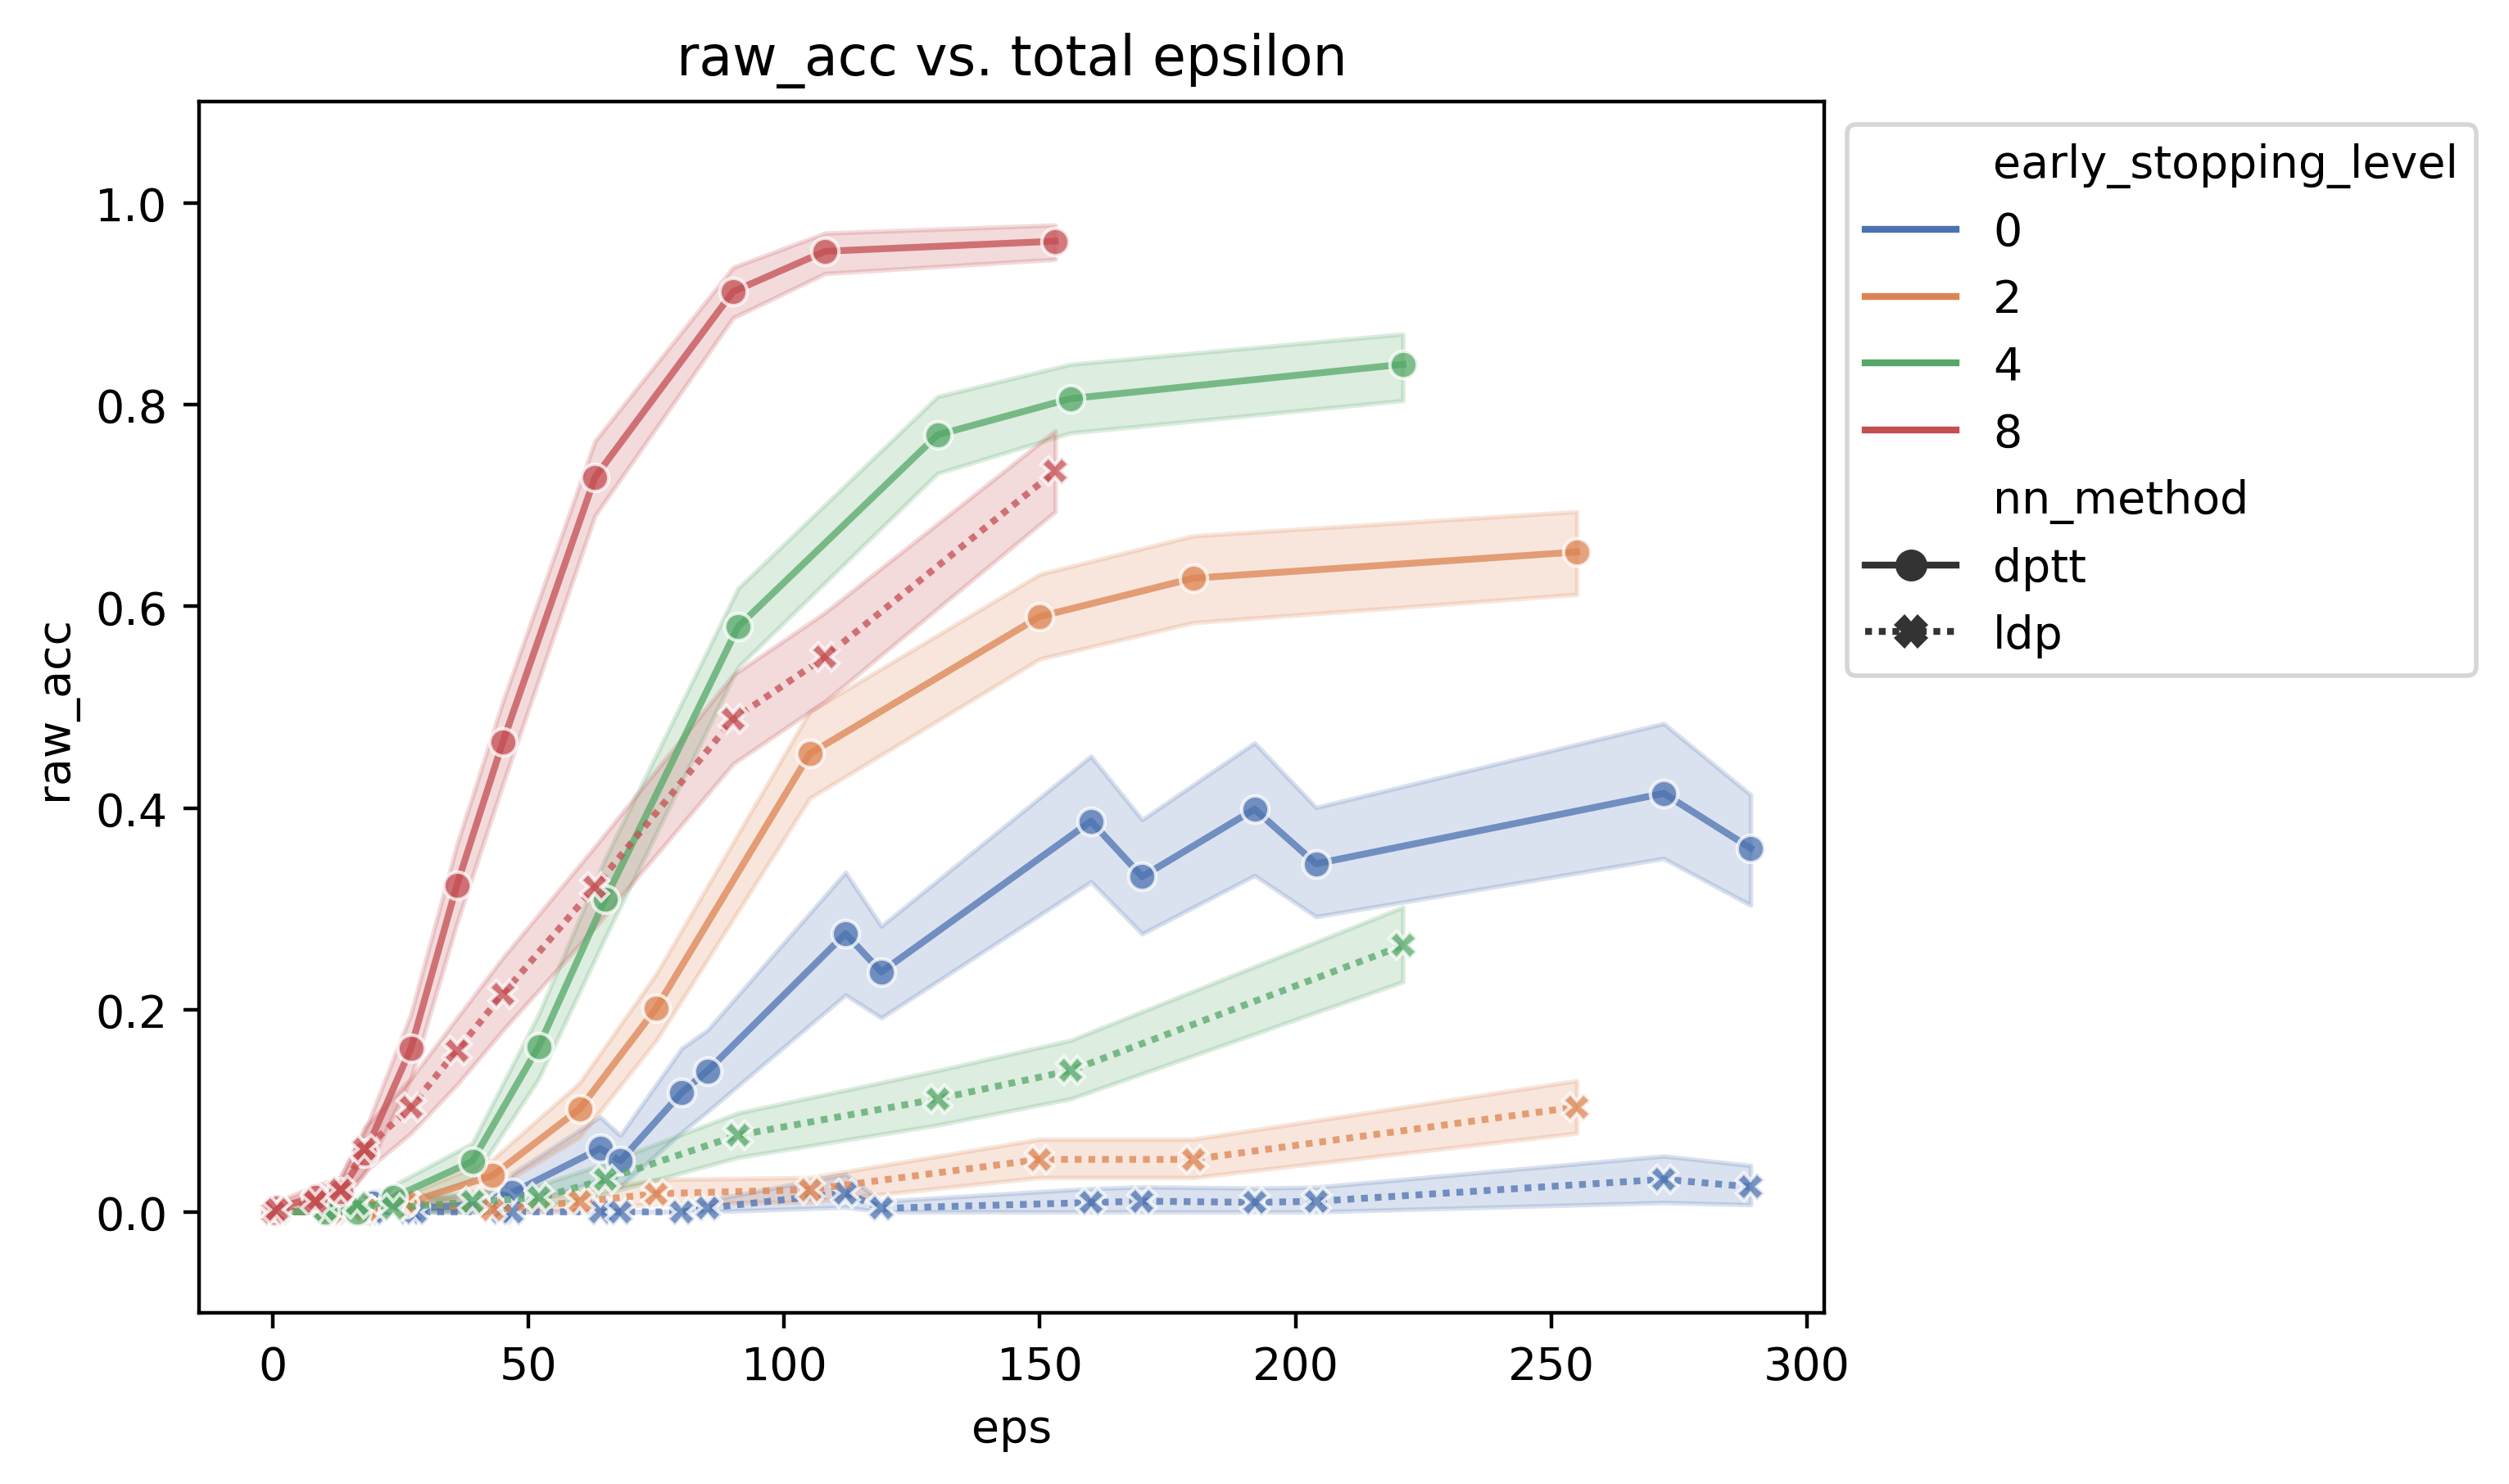 raw_acc vs. total epsilon
raw_acc
1.0
0.8
0.6
0.4
0.2
0.0
0 50 100 150 200 250 300
eps
early_stopping_level
0
2
4
8
nn_method
dptt
ldp